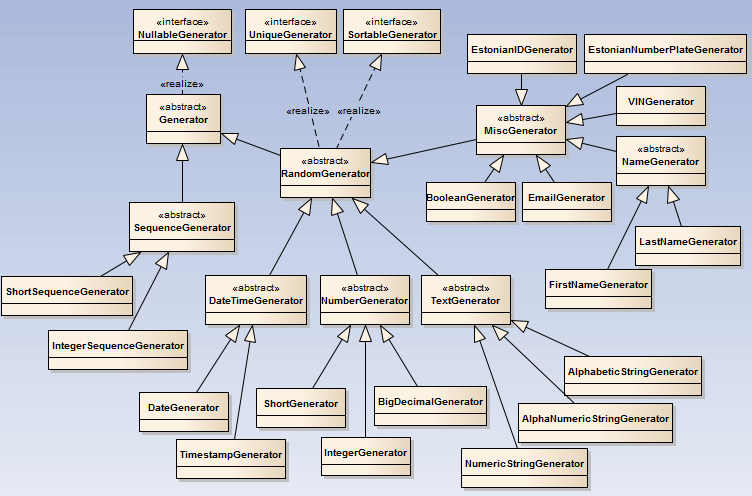 «interface»
NullableGenerator
«interface»
UniqueGenerator
«interface»
SortableGenerator
EstonianIDGenerator
EstonianNumberPlateGenerator
«realize»
«abstract»
Generator
«realize»
«realize»
VINGenerator
«abstract»
MiscGenerator
«abstract»
RandomGenerator
«abstract»
NameGenerator
BooleanGenerator
EmailGenerator
«abstract»
SequenceGenerator
LastNameGenerator
ShortSequenceGenerator
«abstract»
DateTimeGenerator
«abstract»
NumberGenerator
«abstract»
TextGenerator
FirstNameGenerator
IntegerSequenceGenerator
AlphabeticStringGenerator
DateGenerator
ShortGenerator
BigDecimalGenerator
AlphaNumericStringGenerator
TimestampGenerator
IntegerGenerator
NumericStringGenerator